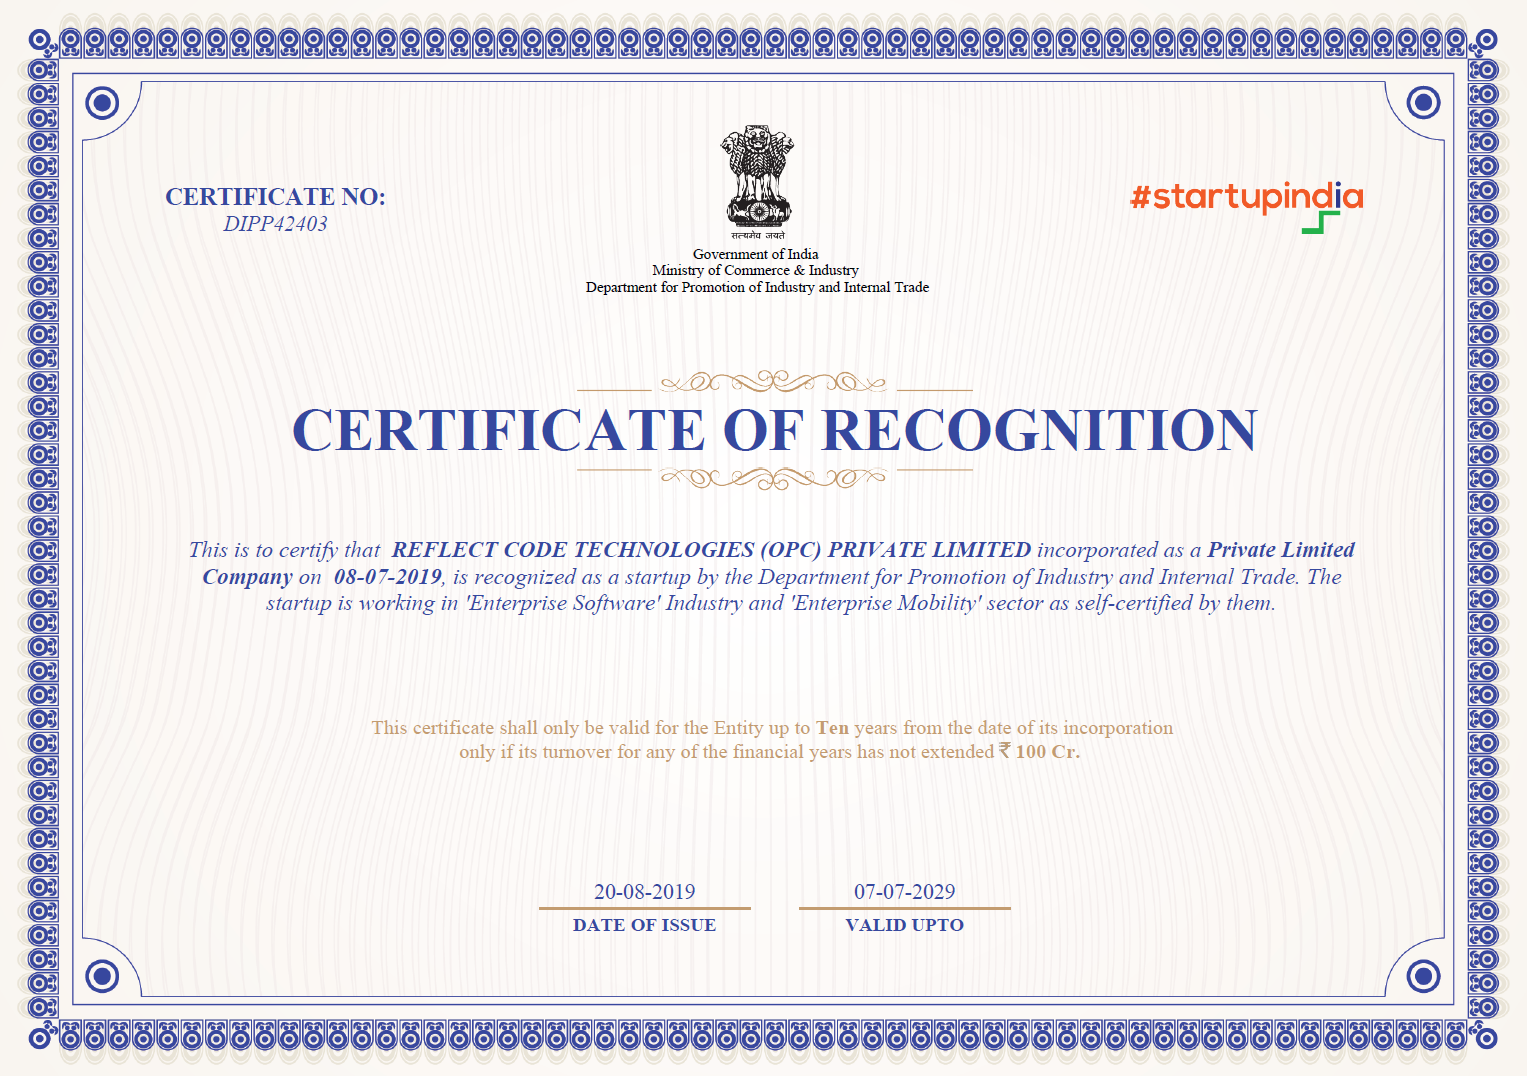 CERTIFICATE NO:
DIPP42403
सत्यमेव जयते
Government of India
Ministry of Commerce & Industry
Department for Promotion of Industry and Internal Trade
#startupindia
CERTIFICATE OF RECOGNITION
This is to certify that REFLECT CODE TECHNOLOGIES (OPC) PRIVATE LIMITED incorporated as a Private Limited
Company on 08-07-2019, is recognized as a startup by the Department for Promotion of Industry and Internal Trade. The
startup is working in 'Enterprise Software' Industry and 'Enterprise Mobility' sector as self-certified by them.
This certificate shall only be valid for the Entity up to Ten years from the date of its incorporation
only if its turnover for any of the financial years has not extended ₹ 100 Cr.
20-08-2019
DATE OF ISSUE
07-07-2029
VALID UPTO